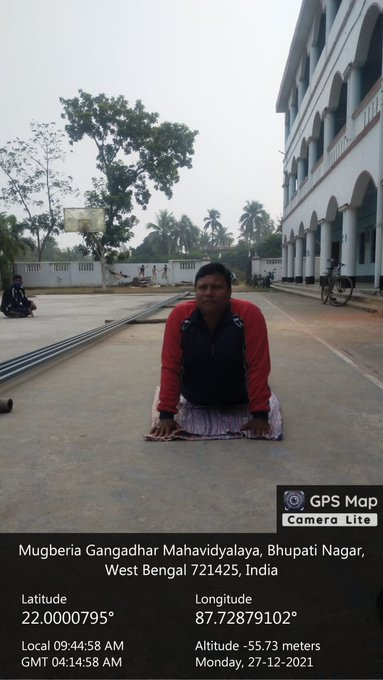 GPS Map
Camera Lite
Mugberia Gangadhar Mahavidyalaya, Bhupati Nagar,
West Bengal 721425, India
Latitude
22.0000795°
Longitude
87.72879102°
Local 09:44:58 AM
GMT 04:14:58 AM
Altitude -55.73 meters
Monday, 27-12-2021